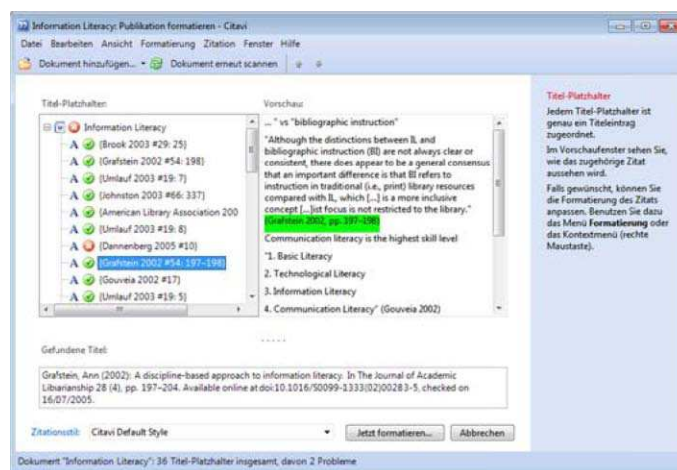 Information Literacy: Publikation formatieren - Citavi
Datei Bearbeiten Ansicht Formatierung Zitation Fenster Hilfe
Dokument hinzufügen... Dokument erneut scannen
Titel-Platzhalter:
Information Literacy
A {Brook 2003 #29: 25}
A {Grafstein 2002 #54: 198}
A {Umlauf 2003 #19: 7}
A {Johnston 2003 #66: 337}
A {American Library Association 200
A {Umlauf 2003 #19: 8}
A {Dannenberg 2005 #10}
A {Grafstein 2002 #54: 197–198}
A {Gouveia 2002 #17}
A {Umlauf 2003 #19: 5}
Vorschau:
... " vs "bibliographic instruction"
"Although the distinctions between IL and
bibliographic instruction (BI) are not always clear or
consistent, there does appear to be a general consensus
that an important difference is that BI refers to
instruction in traditional (i.e., print) library resources
compared with IL, which [...] is a more inclusive
concept [...]ist focus is not restricted to the library."
(Grafstein 2002, pp. 197–198)
Communication literacy is the highest skill level
"1. Basic Literacy
2. Technological Literacy
3. Information Literacy
4. Communication Literacy" (Gouveia 2002)
Titel-Platzhalter
Jedem Titel-Platzhalter ist
genau ein Titeleintrag
zugeordnet.
Im Vorschaufenster sehen Sie,
wie das zugehörige Zitat
aussehen wird.
Falls gewünscht, können Sie
die Formatierung des Zitats
anpassen. Benutzen Sie dazu
das Menü Formatierung oder
das Kontextmenü (rechte
Maustaste).
Gefundene Titel:
Grafstein, Ann (2002): A discipline-based approach to information literacy. In The Journal of Academic
Librarianship 28 (4), pp. 197–204. Available online at doi:10.1016/S0099-1333(02)00283-5, checked on
16/07/2005.
Zitationsstil: Citavi Default Style
Jetzt formatieren... Abbrechen
Dokument "Information Literacy": 36 Titel-Platzhalter insgesamt, davon 2 Probleme